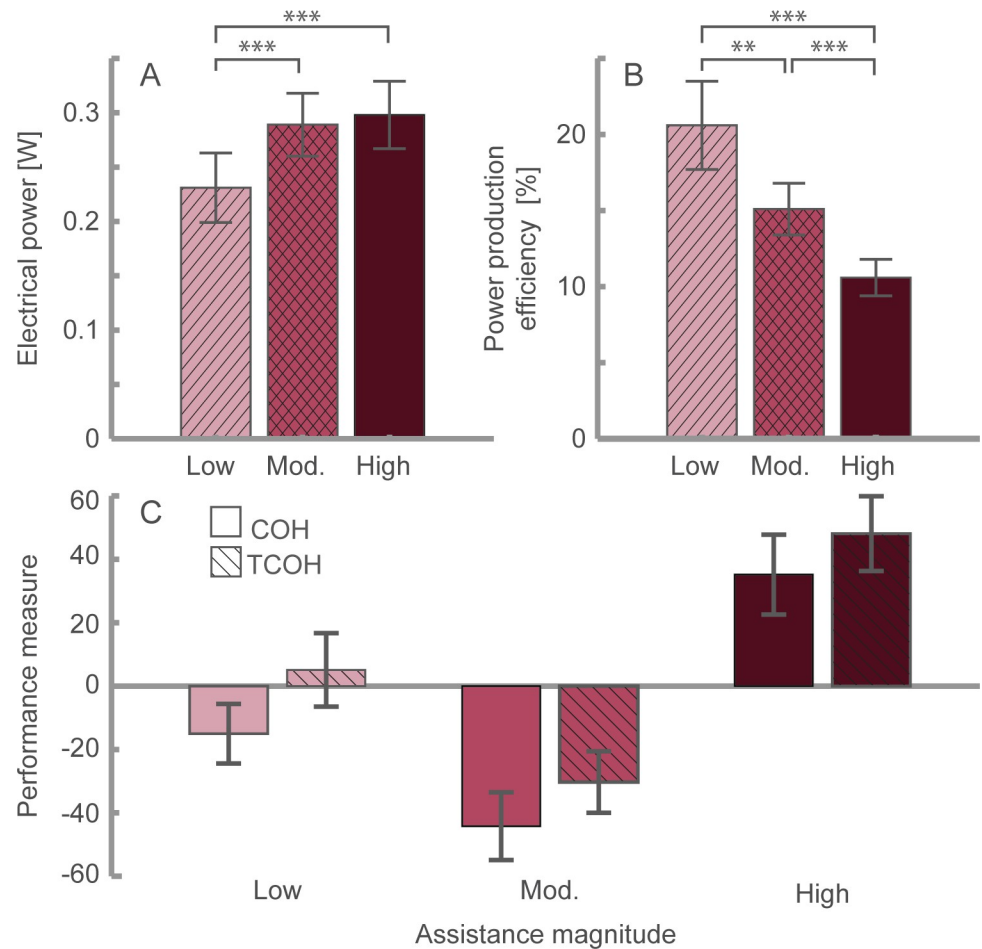 ***
***
A
Electrical power [W]
0.3
0.2
0.1
0
Low Mod. High
***
** ***
B
Power production
efficiency [%]
20
10
0
Low Mod. High
C
COH
TCOH
Performance measure
60
40
20
0
-20
-40
-60
Low Mod. High
Assistance magnitude